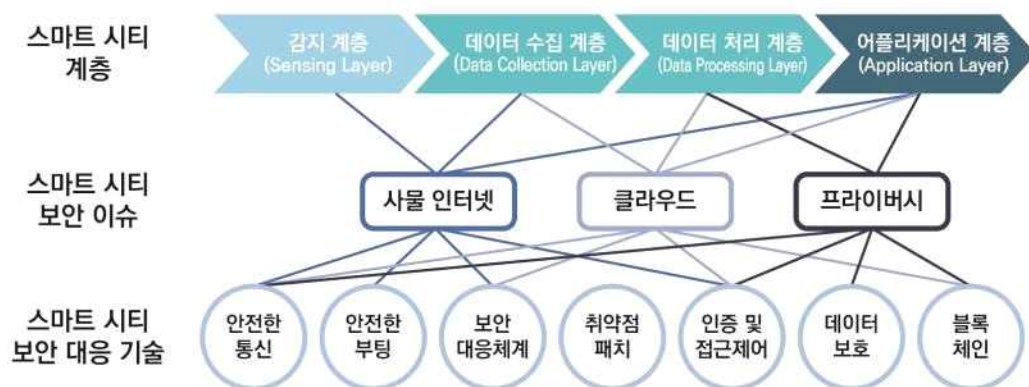 스마트 시티
계층
감지 계층
(Sensing Layer)
데이터 수집 계층
(Data Collection Layer)
데이터 처리 계층
(Data Processing Layer)
어플리케이션 계층
(Application Layer)
스마트 시티
보안 이슈
사물 인터넷
클라우드
프라이버시
스마트 시티
보안 대응 기술
안전한
통신
안전한
부팅
보안
대응체계
취약점
패치
인증 및
접근제어
데이터
보호
블록
체인